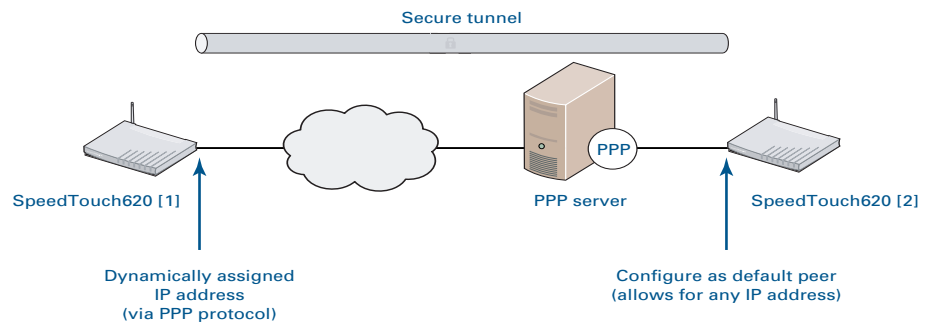 Secure tunnel
PPP
SpeedTouch620 [1]
PPP server
SpeedTouch620 [2]
Dynamically assigned
IP address
(via PPP protocol)
Configure as default peer
(allows for any IP address)